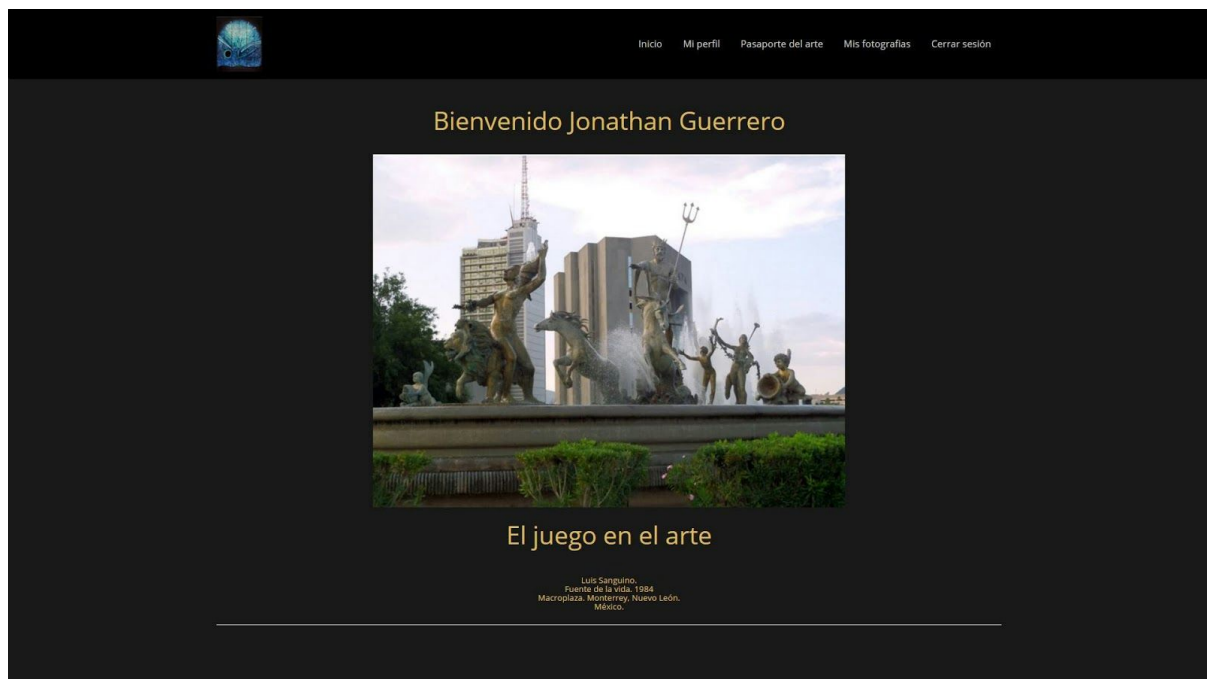 Inicio
Mi perfil
Pasaporte del arte
Mis fotografías
Cerrar sesión
Bienvenido Jonathan Guerrero
El juego en el arte
Luis Sanguino.
Fuente de la vida. 1984
Macroplaza. Monterrey, Nuevo León.
México.